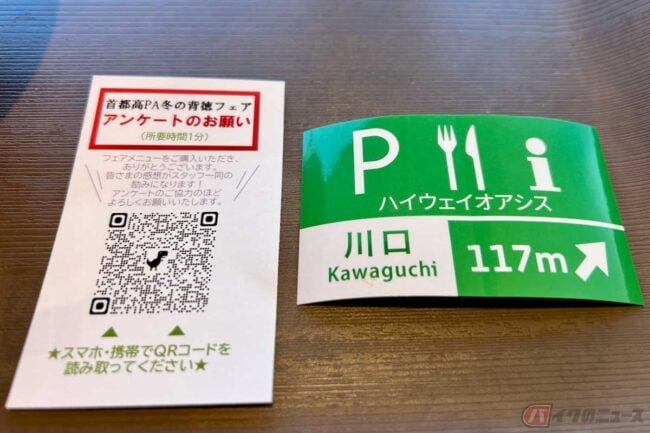 首都高PA冬の背徳フェア
アンケートのお願い
(所要時間1分)
フェアメニューをご購入いただき、
ありがとうございます。
皆さまの感想がスタッフ一同の
励みになります!
アンケートのご協力のほど
よろしくお願いいたします。
★スマホ・携帯でQRコードを
読み取ってください★
P i
ハイウェイオアシス
川口
Kawaguchi
117m
バイクのニュース